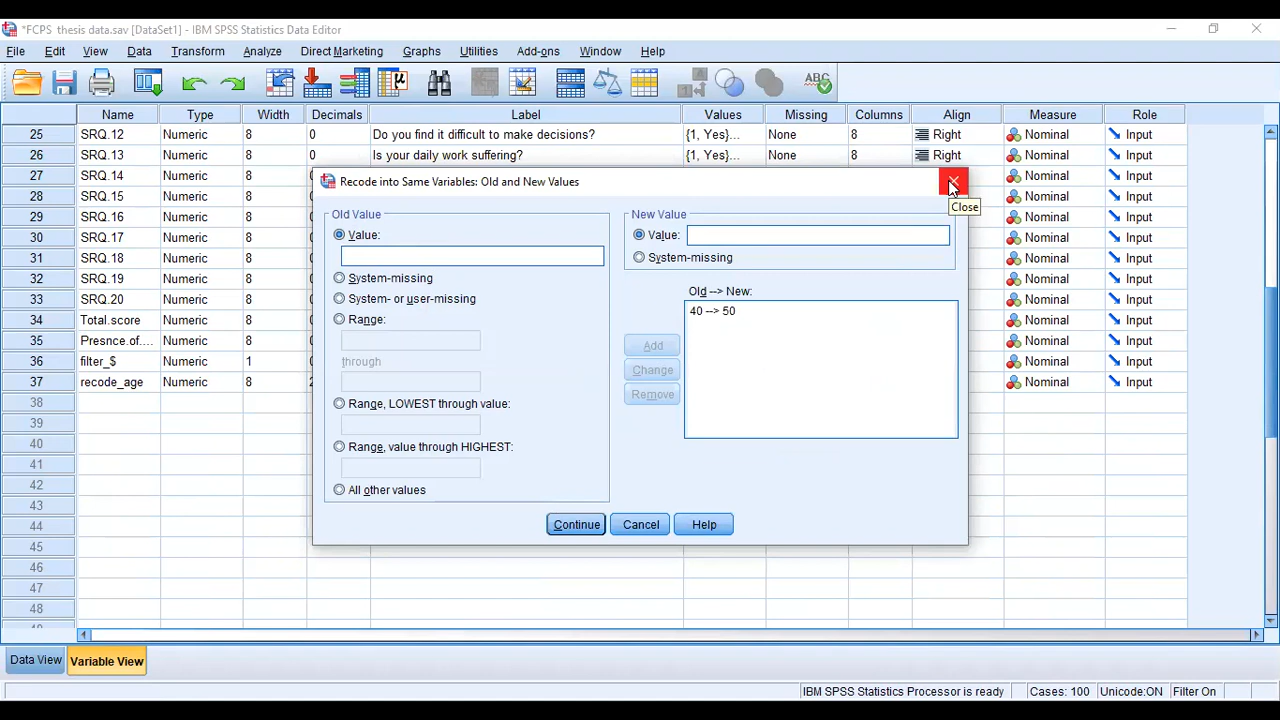 *FCPS thesis data.sav [DataSet1] - IBM SPSS Statistics Data Editor
File Edit View Data Transform Analyze Direct Marketing Graphs Utilities Add-ons Window Help
Name Type Width Decimals Label Values Missing Columns Align Measure Role
25 SRQ.12 Numeric 8 0 Do you find it difficult to make decisions? {1, Yes}... None 8 Right Nominal Input
26 SRQ.13 Numeric 8 0 Is your daily work suffering? {1, Yes}... None 8 Right Nominal Input
27 SRQ.14 Numeric 8 Nominal Input
28 SRQ.15 Numeric 8 Nominal Input
29 SRQ.16 Numeric 8 Nominal Input
30 SRQ.17 Numeric 8 Nominal Input
31 SRQ.18 Numeric 8 Nominal Input
32 SRQ.19 Numeric 8 Nominal Input
33 SRQ.20 Numeric 8 Nominal Input
34 Total.score Numeric 8 Nominal Input
35 Presnce.of.... Numeric 8 Nominal Input
36 filter_$ Numeric 1 Nominal Input
37 recode_age Numeric 8 2 Nominal Input
38
39
40
41
42
43
44
45
46
47
48
Recode into Same Variables: Old and New Values
Close
Old Value
Value:
System-missing
System- or user-missing
Range:
through
Range, LOWEST through value:
Range, value through HIGHEST:
All other values
New Value
Value:
System-missing
Old --> New:
40 --> 50
Add
Change
Remove
Continue Cancel Help
Data View Variable View
IBM SPSS Statistics Processor is ready Cases: 100 Unicode:ON Filter On